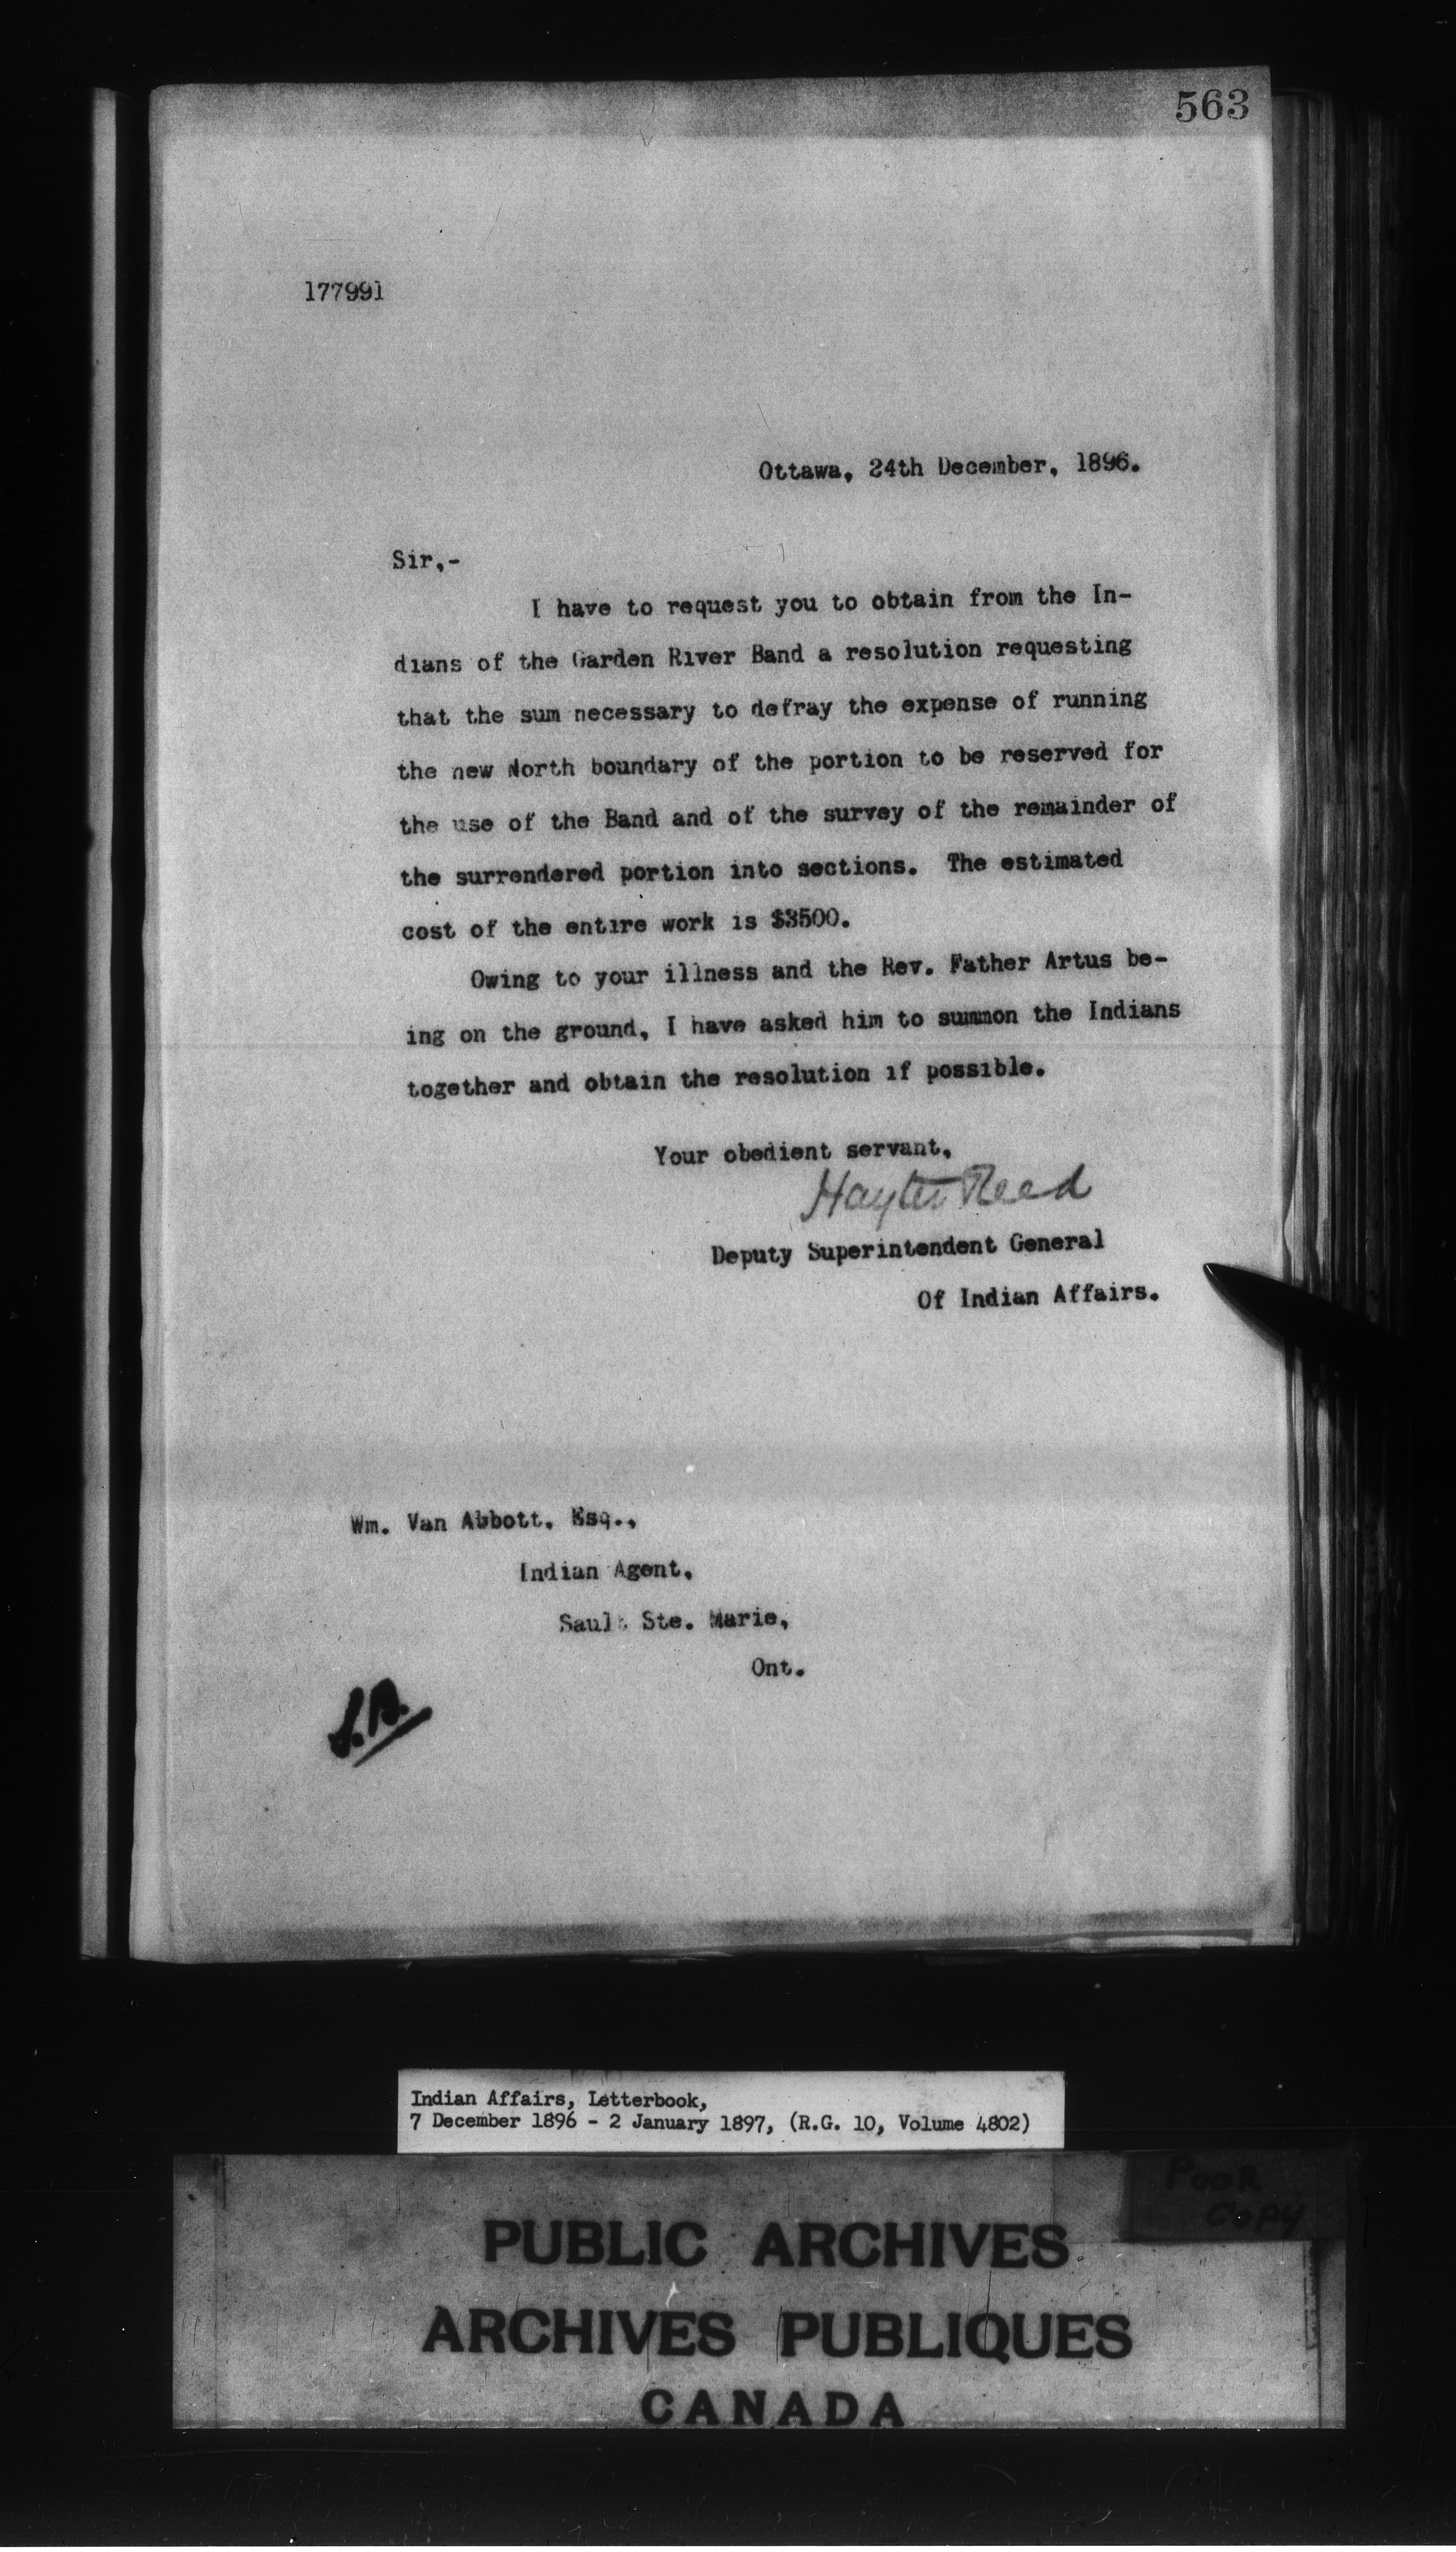 563
177991
Ottawa, 24th December, 1896.
Sir,-
I have to request you to obtain from the In-
dians of the Garden River Band a resolution requesting
that the sum necessary to defray the expense of running
the new North boundary of the portion to be reserved for
the use of the Band and of the survey of the remainder of
the surrendered portion into sections. The estimated
cost of the entire work is $3500.
Owing to your illness and the Rev. Father Artus be-
ing on the ground, I have asked him to summon the Indians
together and obtain the resolution if possible.
Your obedient servant,
Hayter Reed
Deputy Superintendent General
Of Indian Affairs.
Wm. Van Abbott, Esq.,
Indian Agent,
Sault Ste. Marie,
Ont.
Indian Affairs, Letterbook,
7 December 1896 - 2 January 1897, (R.G. 10, Volume 4802)
POOR
COPY
PUBLIC ARCHIVES
ARCHIVES PUBLIQUES
CANADA